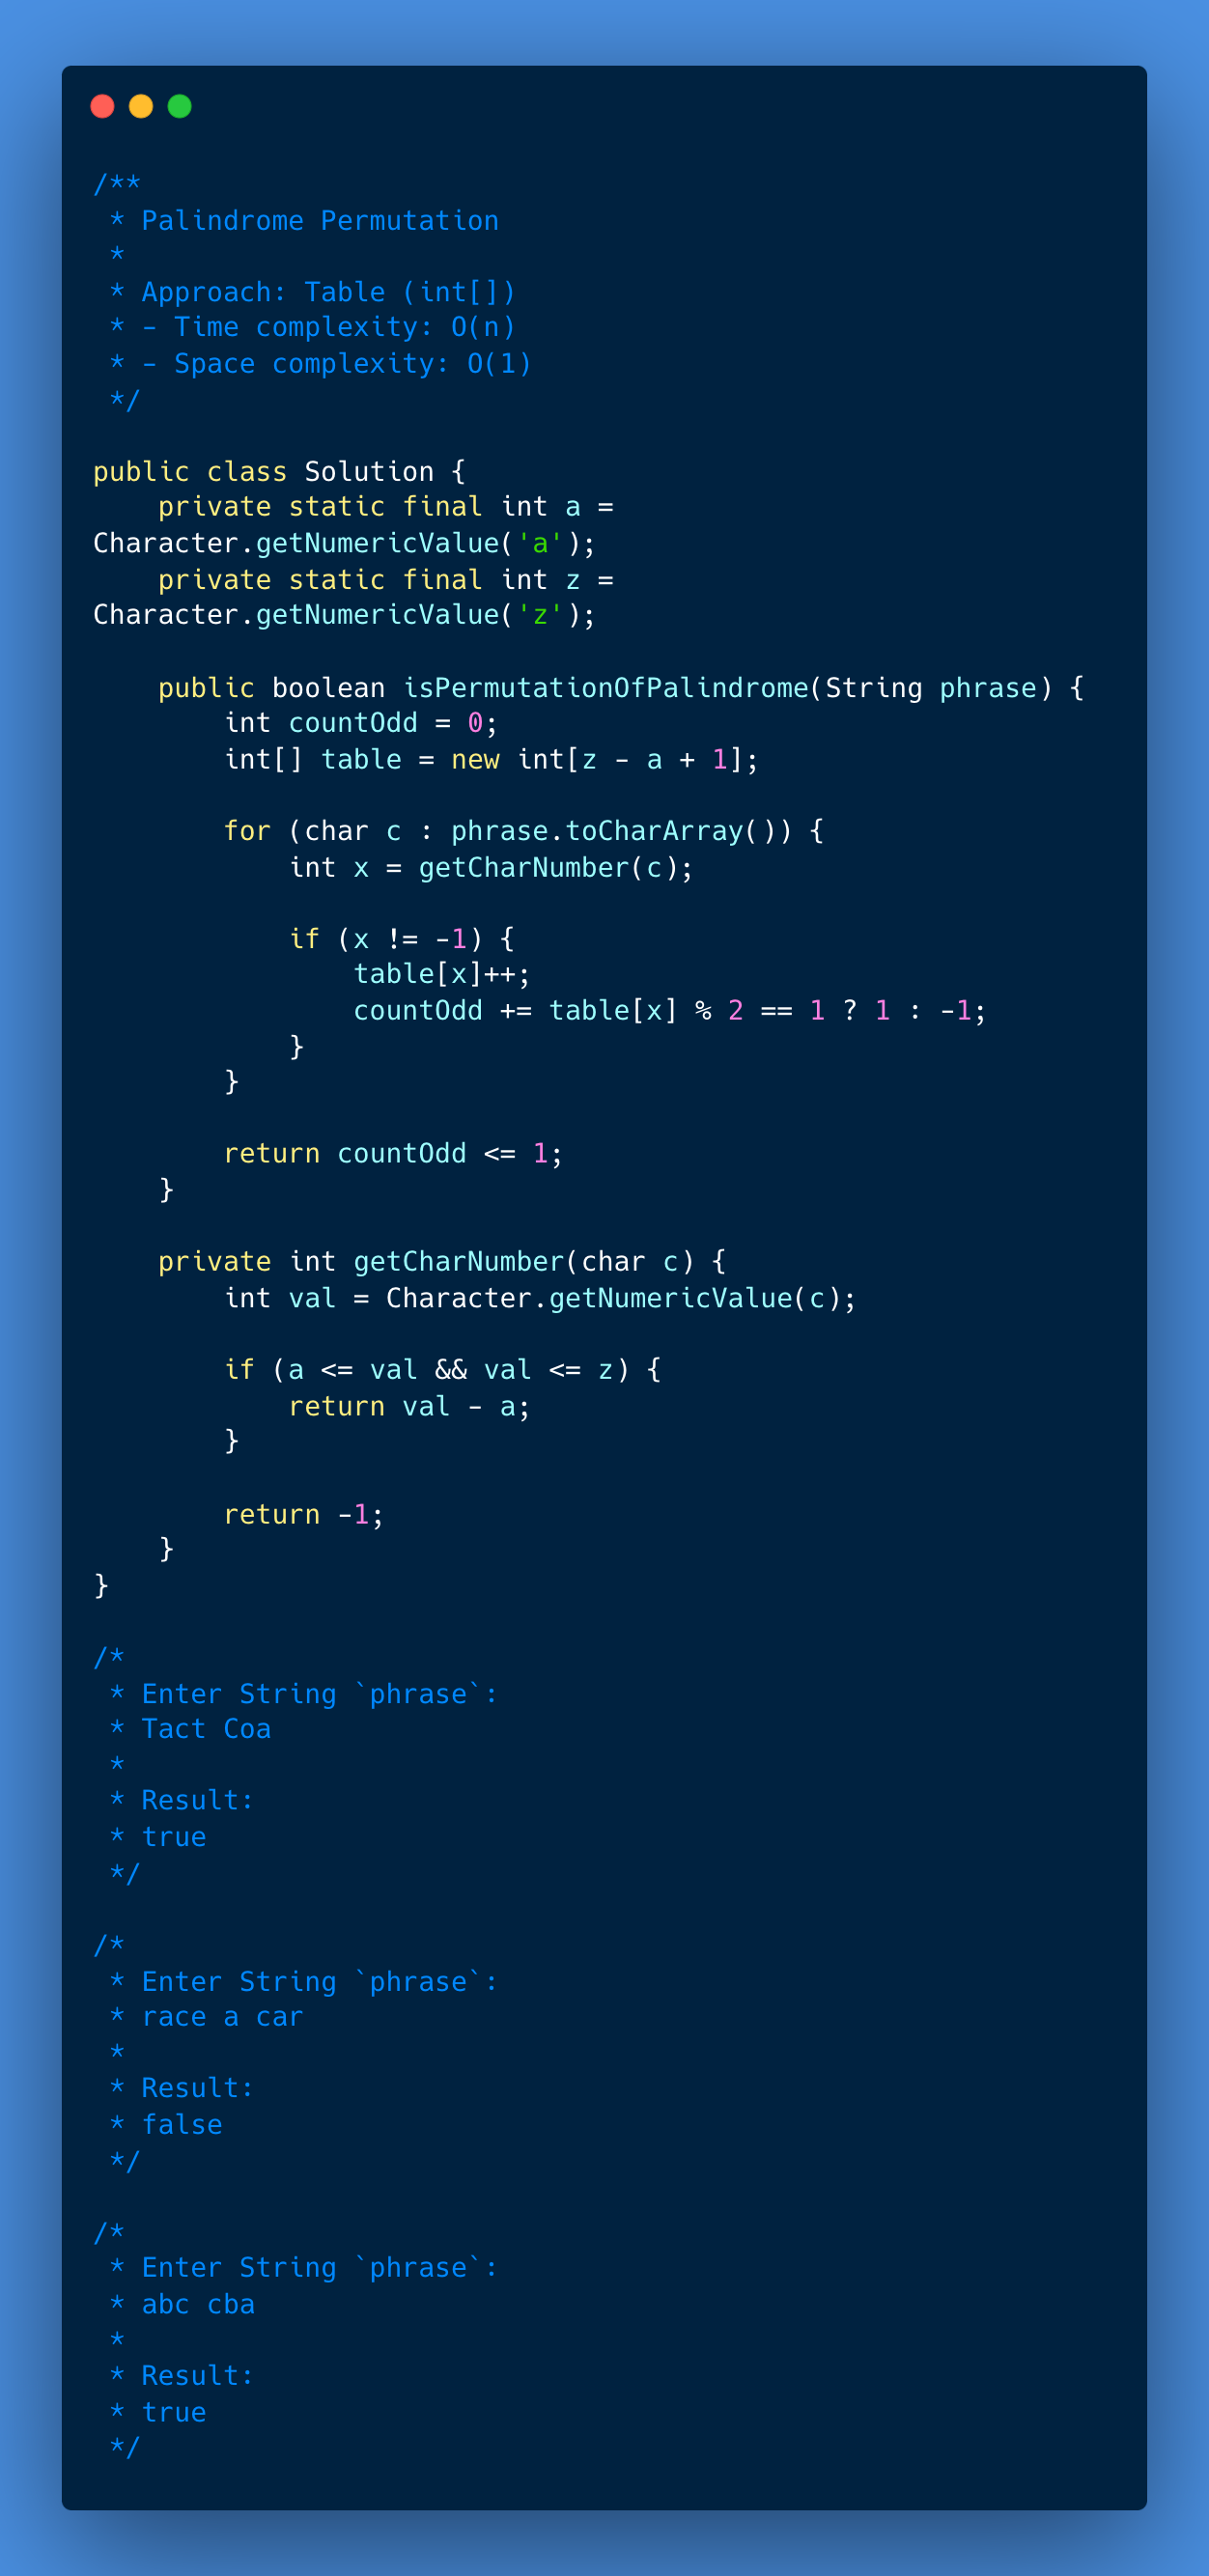 /**
 * Palindrome Permutation
 *
 * Approach: Table (int[])
 * - Time complexity: O(n)
 * - Space complexity: O(1)
 */

public class Solution {
    private static final int a =
Character.getNumericValue('a');
    private static final int z =
Character.getNumericValue('z');

    public boolean isPermutationOfPalindrome(String phrase) {
        int countOdd = 0;
        int[] table = new int[z - a + 1];

        for (char c : phrase.toCharArray()) {
            int x = getCharNumber(c);

            if (x != -1) {
                table[x]++;
                countOdd += table[x] % 2 == 1 ? 1 : -1;
            }
        }

        return countOdd <= 1;
    }

    private int getCharNumber(char c) {
        int val = Character.getNumericValue(c);

        if (a <= val && val <= z) {
            return val - a;
        }

        return -1;
    }
}

/*
 * Enter String `phrase`:
 * Tact Coa
 *
 * Result:
 * true
 */

/*
 * Enter String `phrase`:
 * race a car
 *
 * Result:
 * false
 */

/*
 * Enter String `phrase`:
 * abc cba
 *
 * Result:
 * true
 */